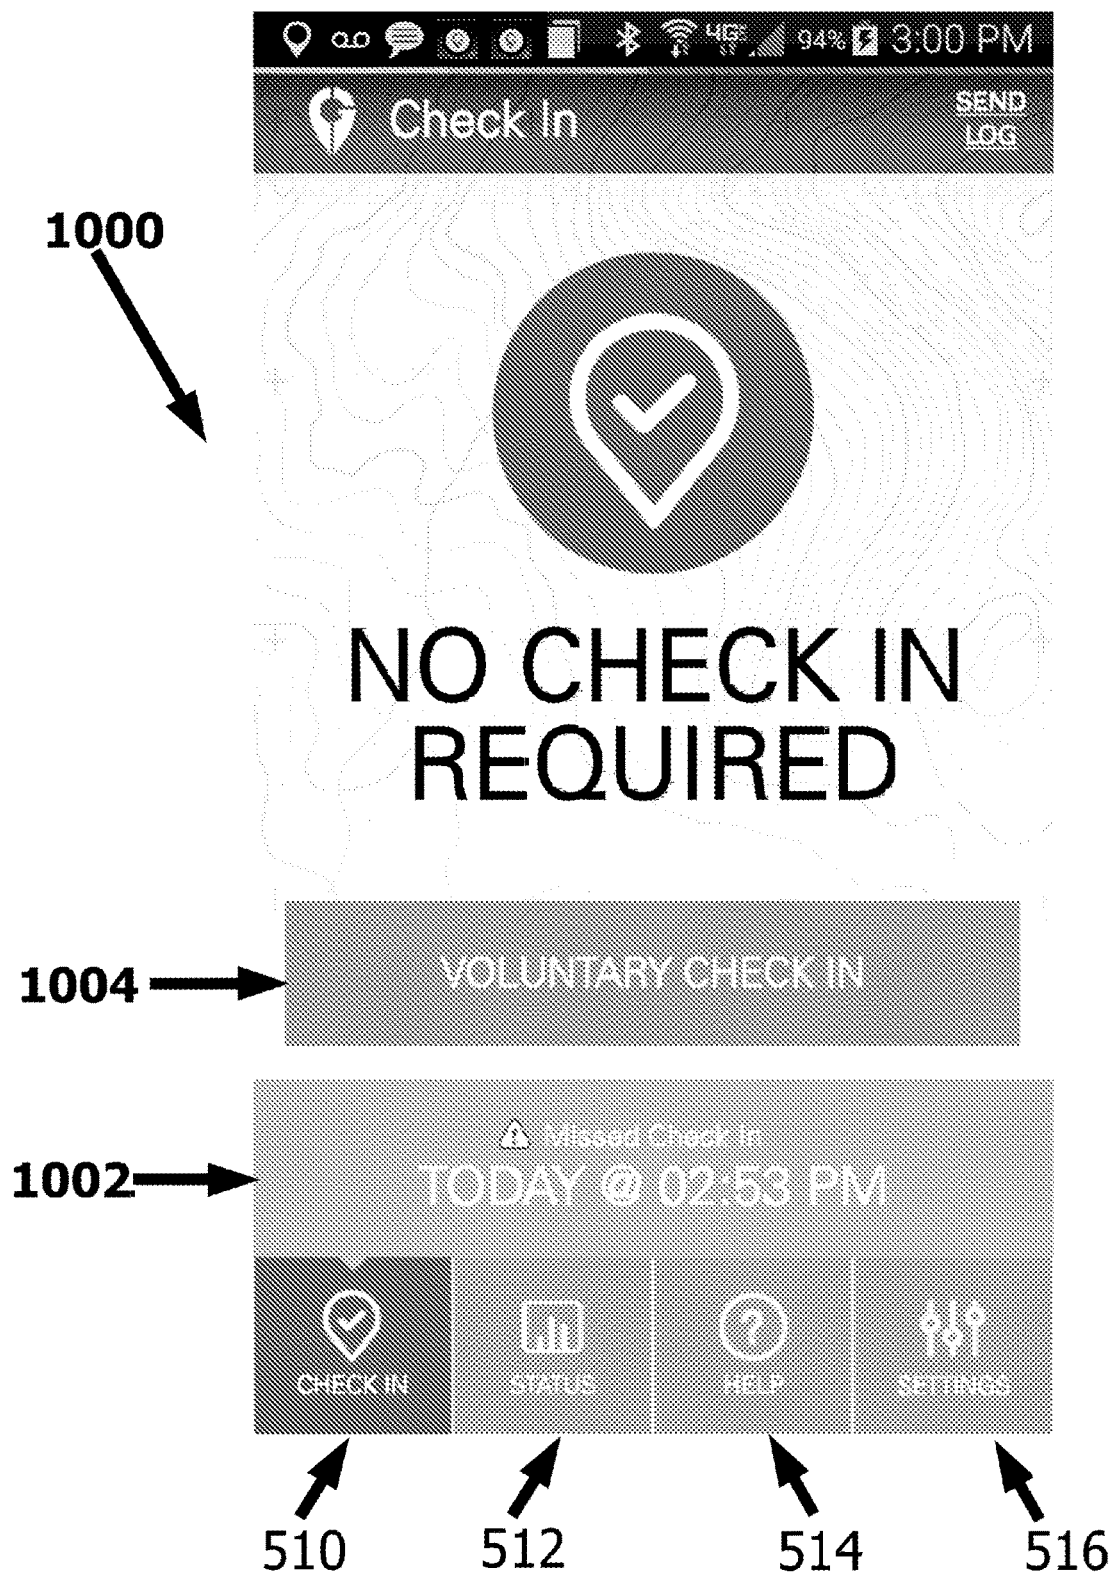 4G 94% 3:00 PM
Check In
SEND
LOG
1000
NO CHECK IN
REQUIRED
1004
VOLUNTARY CHECK IN
Missed Check In
1002
TODAY @ 02:53 PM
CHECK IN STATUS HELP SETTINGS
510 512 514 516